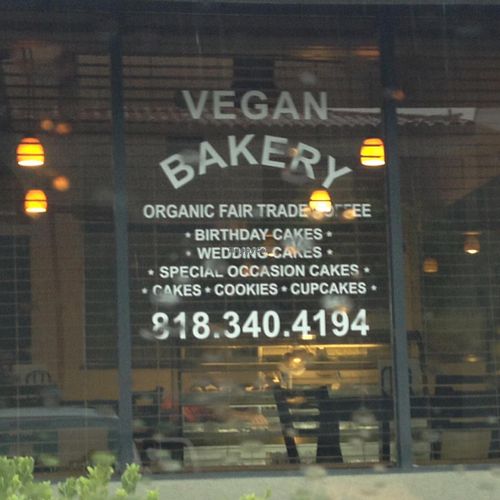 VEGAN
BAKERY
ORGANIC FAIR TRADE COFFEE
* BIRTHDAY CAKES *
* WEDDING CAKES *
* SPECIAL OCCASION CAKES *
* CAKES * COOKIES * CUPCAKES *
818.340.4194